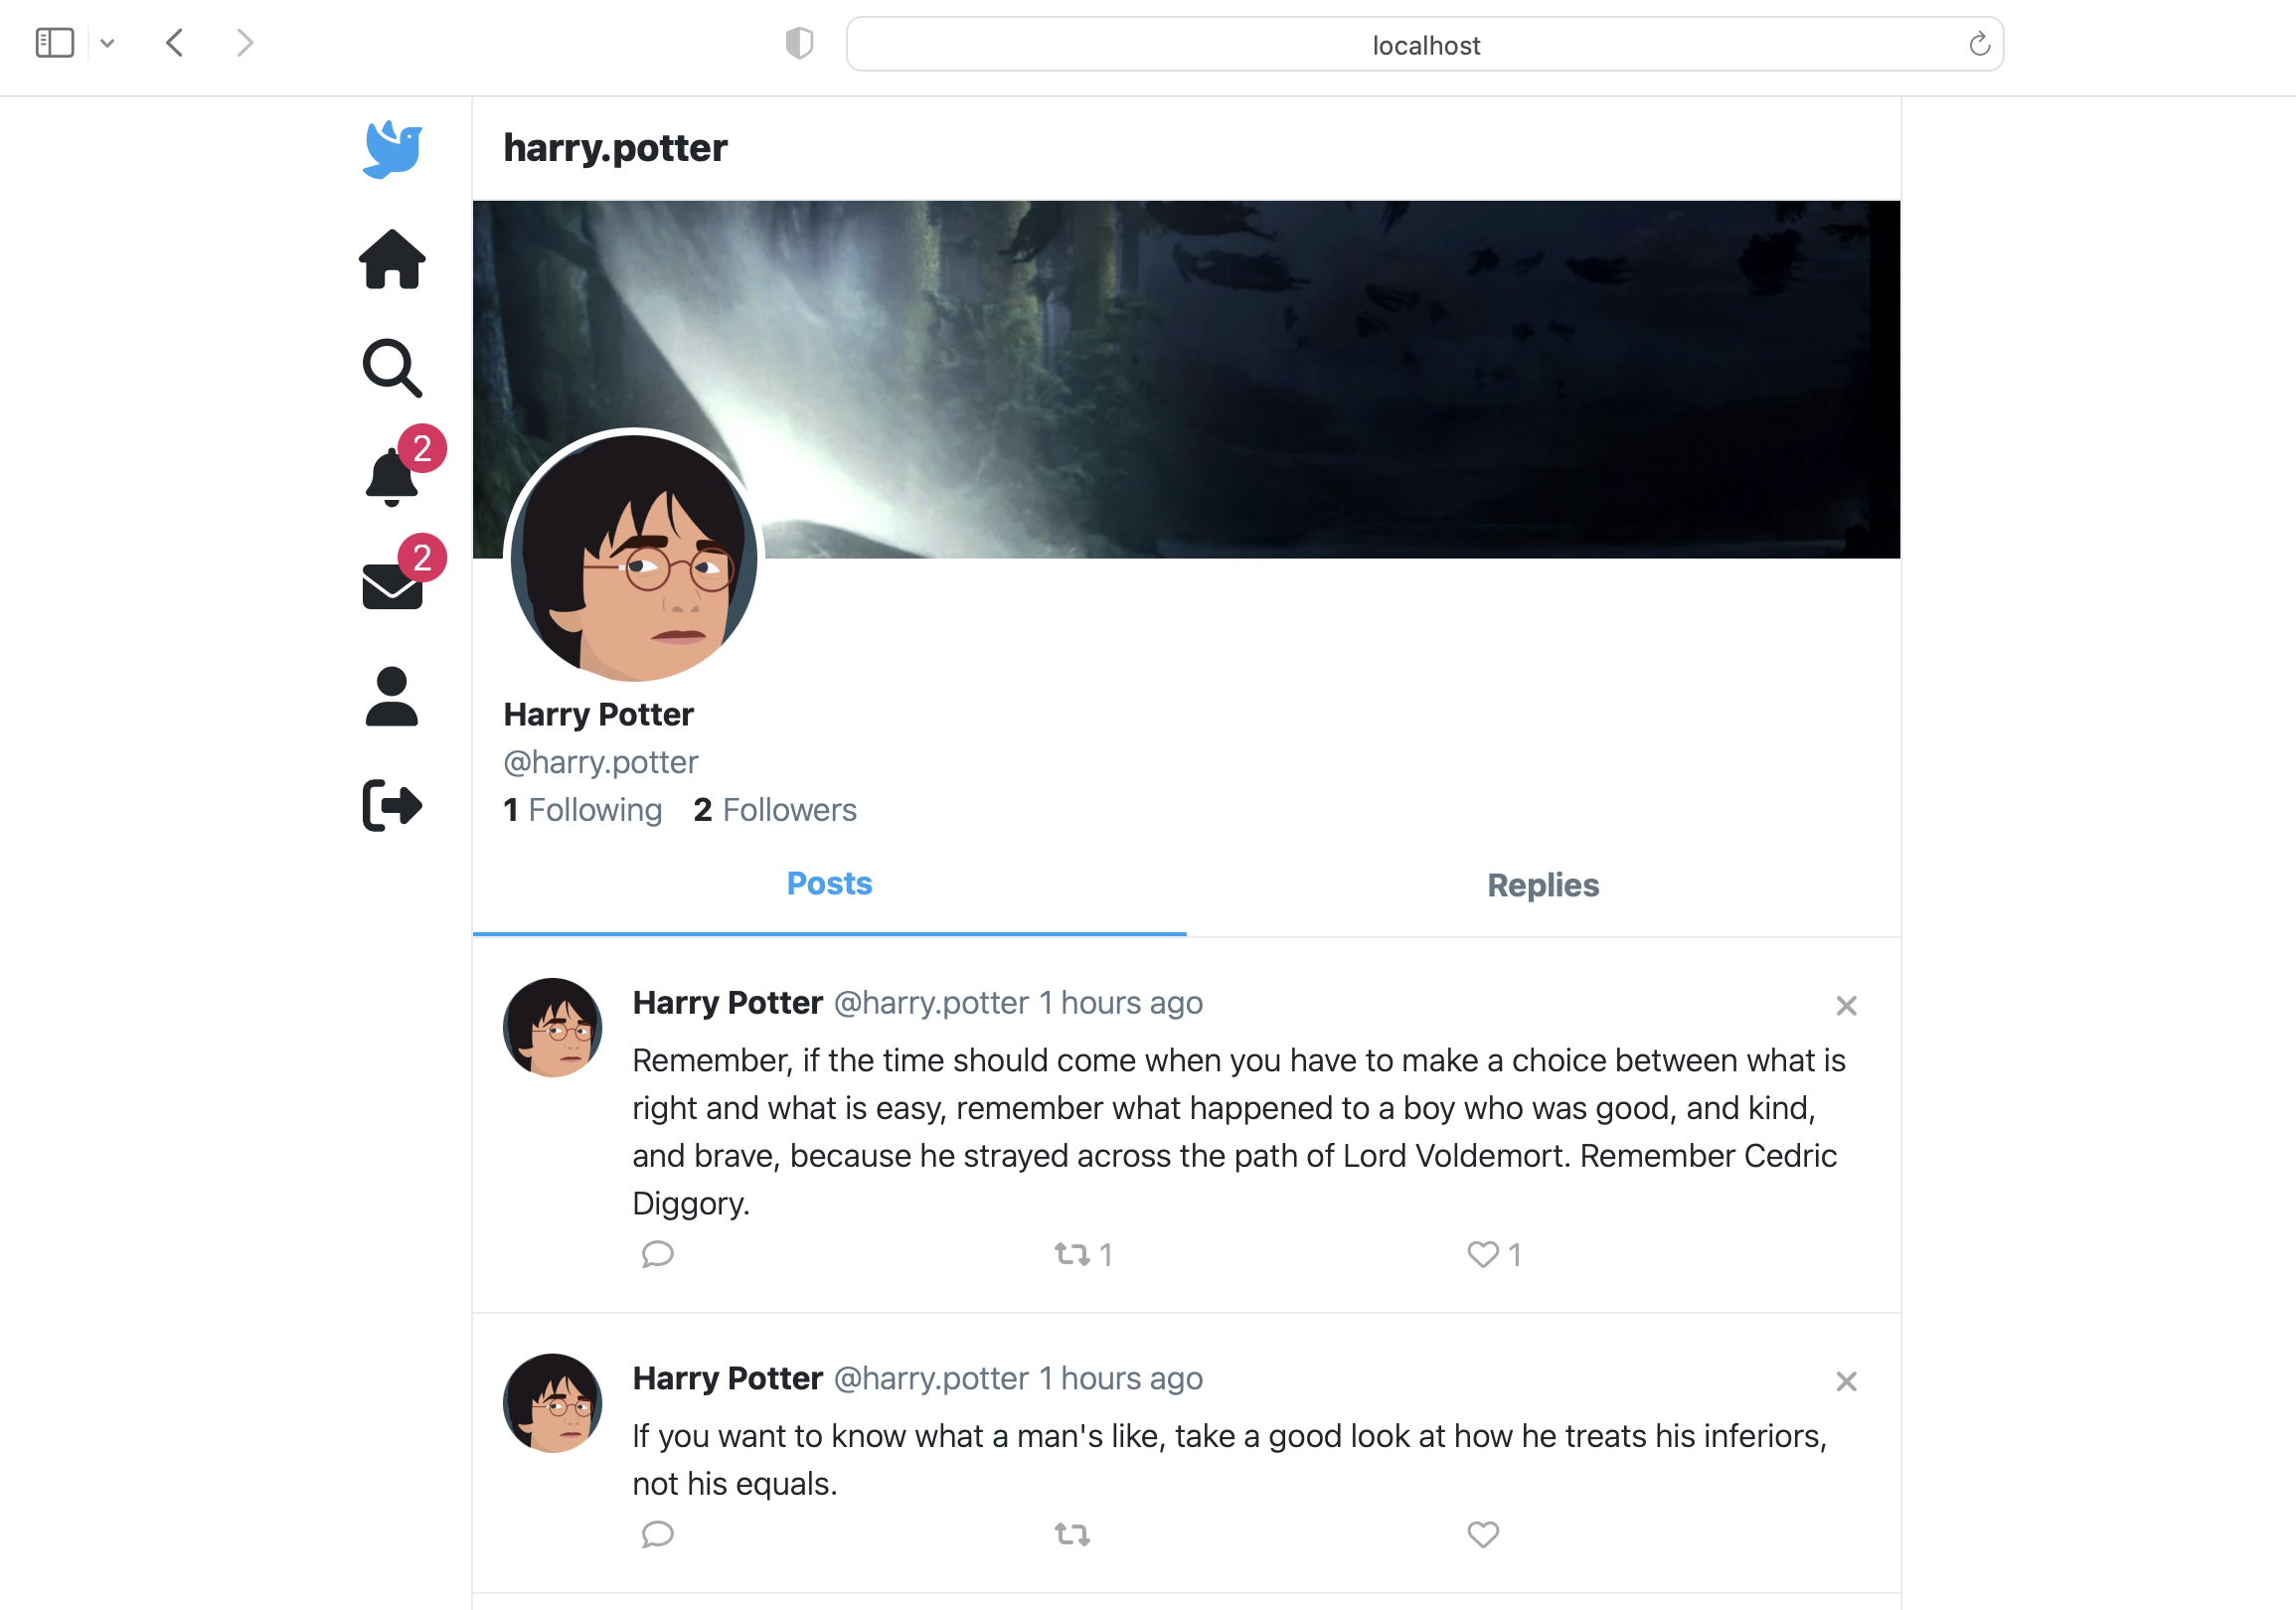 localhost
harry.potter
2
2
Harry Potter
@harry.potter
1 Following 2 Followers
Posts Replies
Harry Potter @harry.potter 1 hours ago
Remember, if the time should come when you have to make a choice between what is
right and what is easy, remember what happened to a boy who was good, and kind,
and brave, because he strayed across the path of Lord Voldemort. Remember Cedric
Diggory.
1 1
Harry Potter @harry.potter 1 hours ago
If you want to know what a man's like, take a good look at how he treats his inferiors,
not his equals.